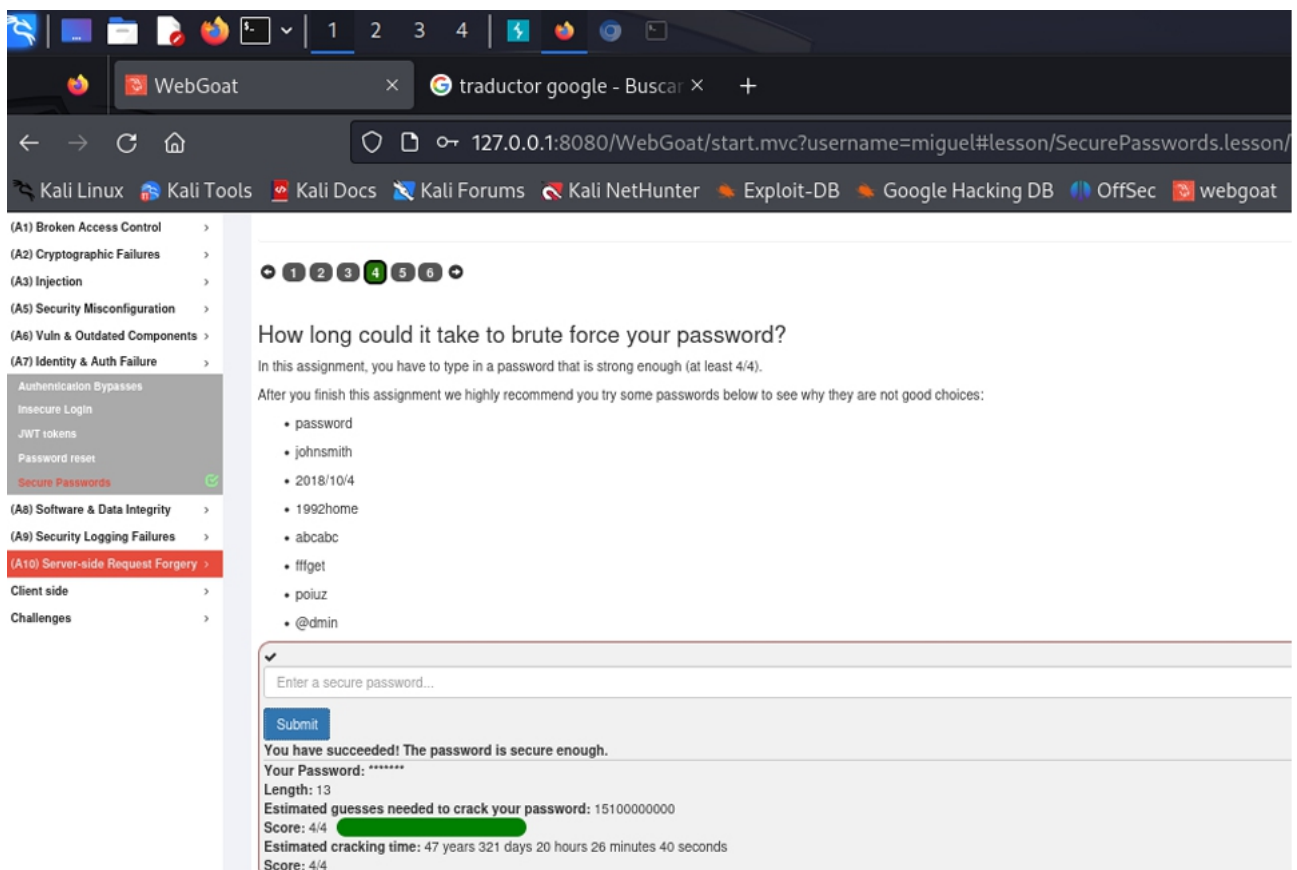 1 2 3 4
WebGoat
traductor google - Buscar
127.0.0.1:8080/WebGoat/start.mvc?username=miguel#lesson/SecurePasswords.lesson/
Kali Linux Kali Tools Kali Docs Kali Forums Kali NetHunter Exploit-DB Google Hacking DB OffSec webgoat
(A1) Broken Access Control
(A2) Cryptographic Failures
(A3) Injection
(A5) Security Misconfiguration
(A6) Vuln & Outdated Components
(A7) Identity & Auth Failure
Authentication Bypasses
Insecure Login
JWT tokens
Password reset
Secure Passwords
(A8) Software & Data Integrity
(A9) Security Logging Failures
(A10) Server-side Request Forgery
Client side
Challenges
1 2 3 4 5 6
How long could it take to brute force your password?
In this assignment, you have to type in a password that is strong enough (at least 4/4).
After you finish this assignment we highly recommend you try some passwords below to see why they are not good choices:
• password
• johnsmith
• 2018/10/4
• 1992home
• abcabc
• fffget
• poiuz
• @dmin
Enter a secure password...
Submit
You have succeeded! The password is secure enough.
Your Password: *******
Length: 13
Estimated guesses needed to crack your password: 15100000000
Score: 4/4
Estimated cracking time: 47 years 321 days 20 hours 26 minutes 40 seconds
Score: 4/4